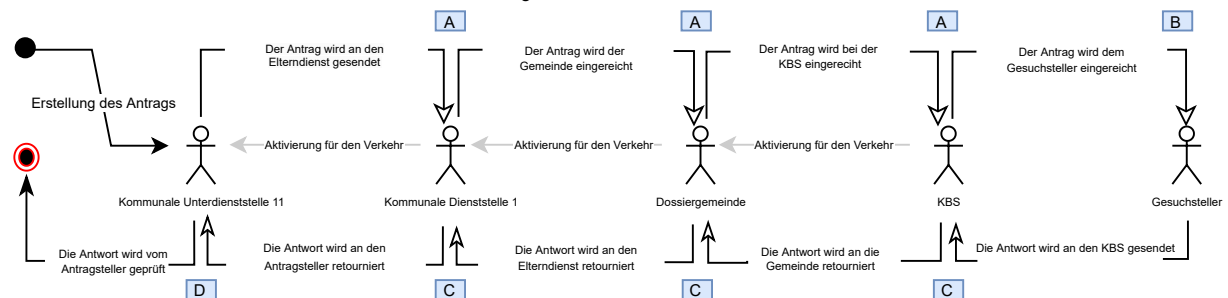 A
A
A
B
Der Antrag wird an den
Elterndienst gesendet
Der Antrag wird der
Gemeinde eingereicht
Der Antrag wird bei der
KBS eingereciht
Der Antrag wird dem
Gesuchsteller eingereicht
Erstellung des Antrags
Aktivierung für den Verkehr
Aktivierung für den Verkehr
Aktivierung für den Verkehr
Kommunale Unterdienststelle 11
Kommunale Dienststelle 1
Dossiergemeinde
KBS
Gesuchsteller
Die Antwort wird vom
Antragsteller geprüft
Die Antwort wird an den
Antragsteller retourniert
Die Antwort wird an den
Elterndienst retourniert
Die Antwort wird an die
Gemeinde retourniert
Die Antwort wird an den KBS gesendet
D
C
C
C